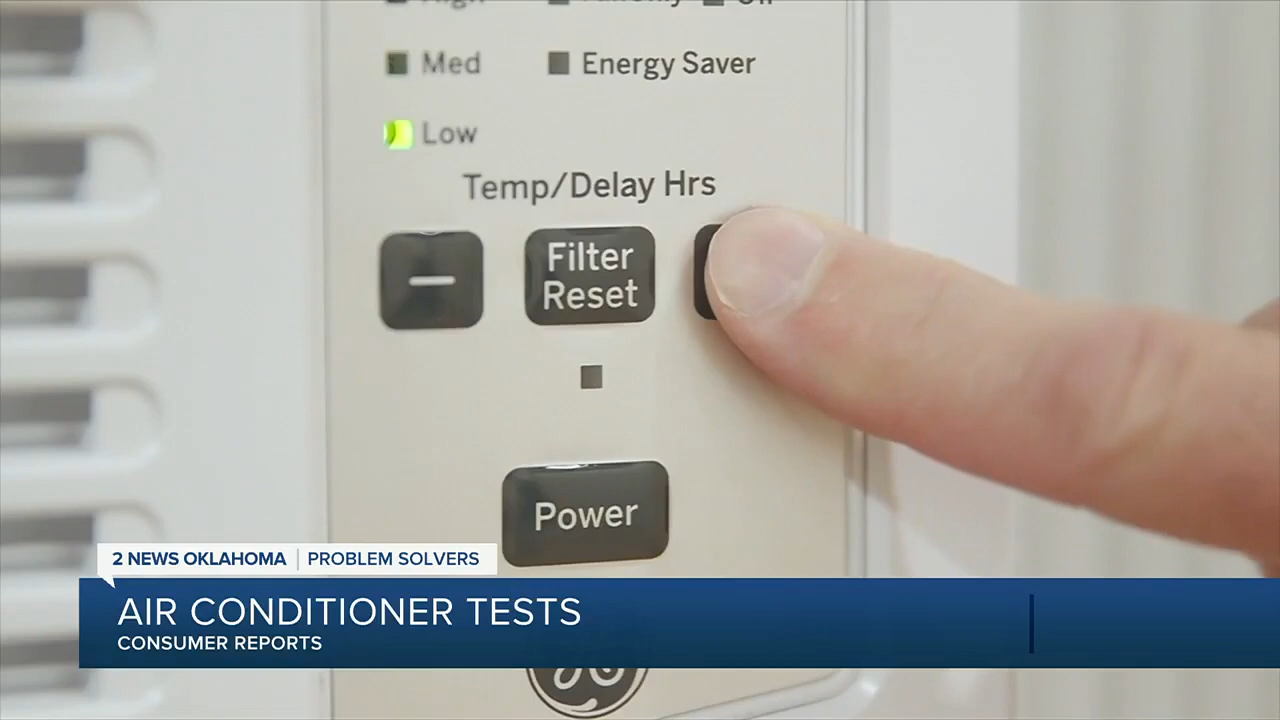 Med
Energy Saver
Low
Temp/Delay Hrs
Filter
Reset
Power
2 NEWS OKLAHOMA | PROBLEM SOLVERS
AIR CONDITIONER TESTS
CONSUMER REPORTS